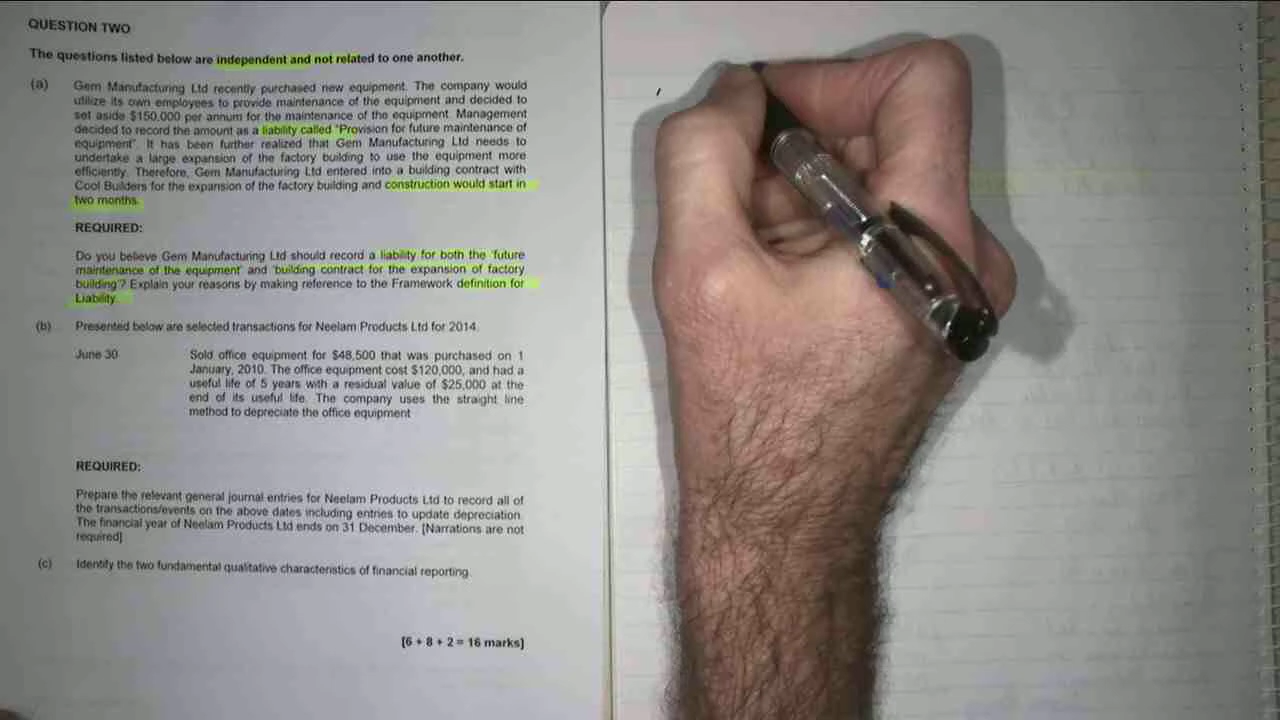 QUESTION TWO
The questions listed below are independent and not related to one another.
(a) Gem Manufacturing Ltd recently purchased new equipment. The company would
utilize its own employees to provide maintenance of the equipment and decided to
set aside $150,000 per annum for the maintenance of the equipment. Management
decided to record the amount as a liability called "Provision for future maintenance of
equipment". It has been further realized that Gem Manufacturing Ltd needs to
undertake a large expansion of the factory building to use the equipment more
efficiently. Therefore, Gem Manufacturing Ltd entered into a building contract with
Cool Builders for the expansion of the factory building and construction would start in
two months.
REQUIRED:
Do you believe Gem Manufacturing Ltd should record a liability for both the 'future
maintenance of the equipment' and 'building contract for the expansion of factory
building'? Explain your reasons by making reference to the Framework definition for
Liability.
(b) Presented below are selected transactions for Neelam Products Ltd for 2014.
June 30 Sold office equipment for $48,500 that was purchased on 1
January, 2010. The office equipment cost $120,000, and had a
useful life of 5 years with a residual value of $25,000 at the
end of its useful life. The company uses the straight line
method to depreciate the office equipment
REQUIRED:
Prepare the relevant general journal entries for Neelam Products Ltd to record all of
the transactions/events on the above dates including entries to update depreciation.
The financial year of Neelam Products Ltd ends on 31 December. [Narrations are not
required]
(c) Identify the two fundamental qualitative characteristics of financial reporting.
[6 + 8 + 2 = 16 marks]